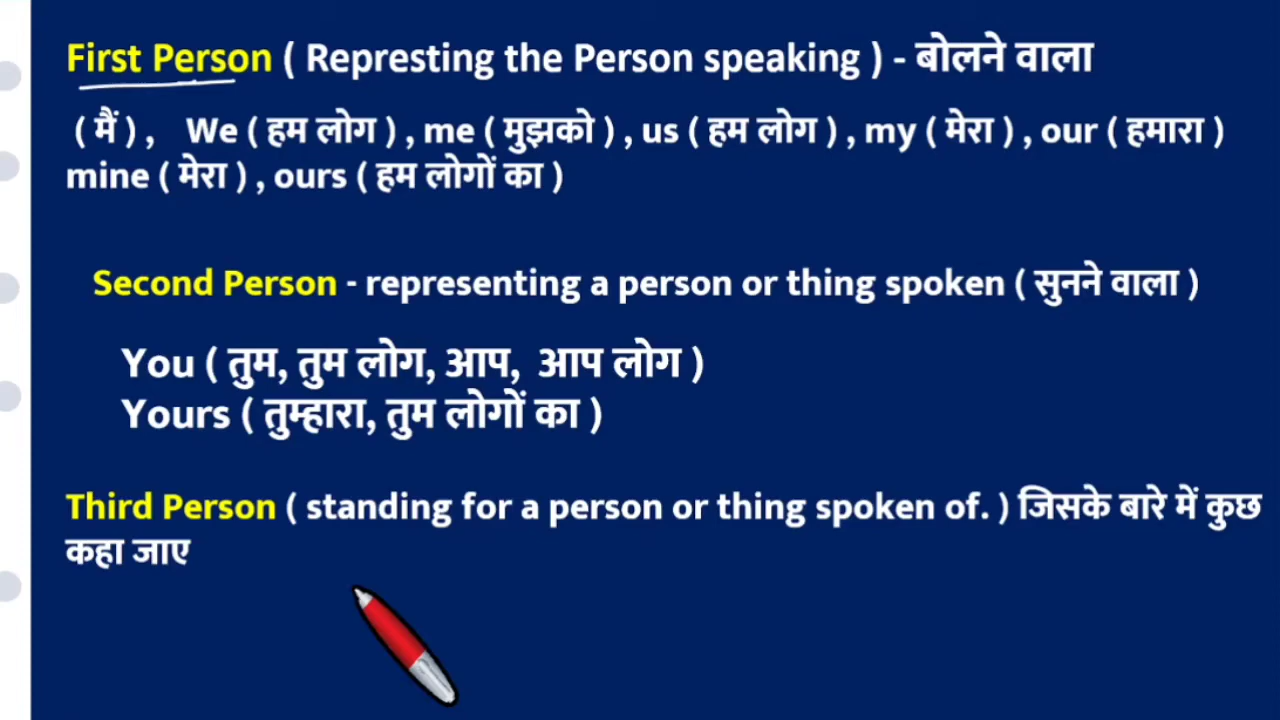 First Person ( Represting the Person speaking ) - बोलने वाला
( मैं ) , We ( हम लोग ) , me ( मुझको ) , us ( हम लोग ) , my ( मेरा ) , our ( हमारा )
mine ( मेरा ) , ours ( हम लोगों का )
Second Person - representing a person or thing spoken ( सुनने वाला )
You ( तुम, तुम लोग, आप, आप लोग )
Yours ( तुम्हारा, तुम लोगों का )
Third Person ( standing for a person or thing spoken of. ) जिसके बारे में कुछ
कहा जाए